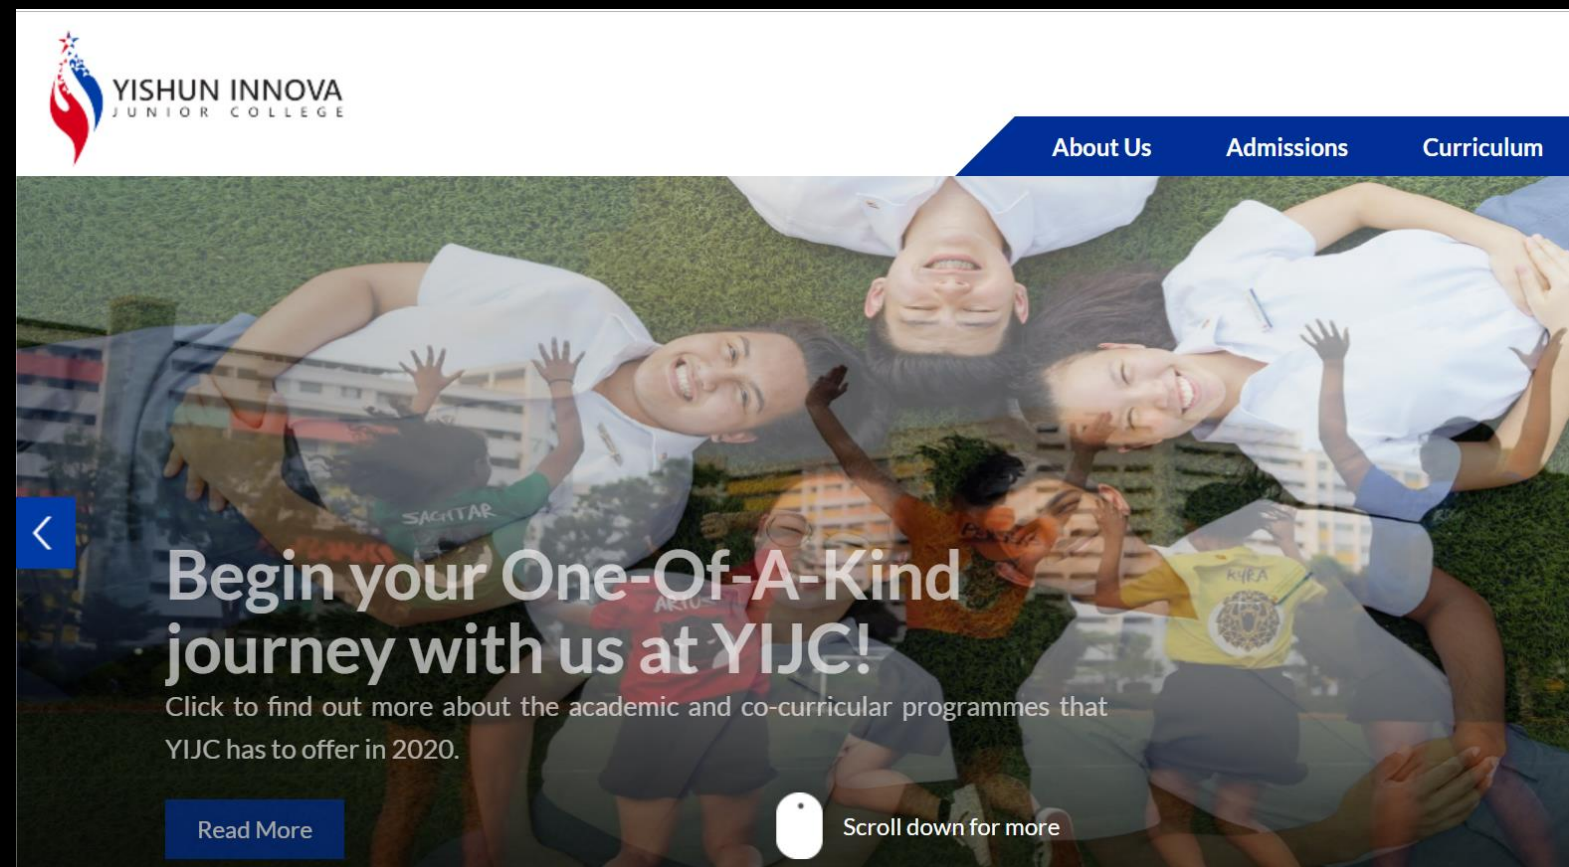 YISHUN INNOVA
JUNIOR COLLEGE
About Us Admissions Curriculum
SAGITTAR
RYRA
Begin your One-Of-A-Kind
journey with us at YIJC!
Click to find out more about the academic and co-curricular programmes that
YIJC has to offer in 2020.
Read More
Scroll down for more